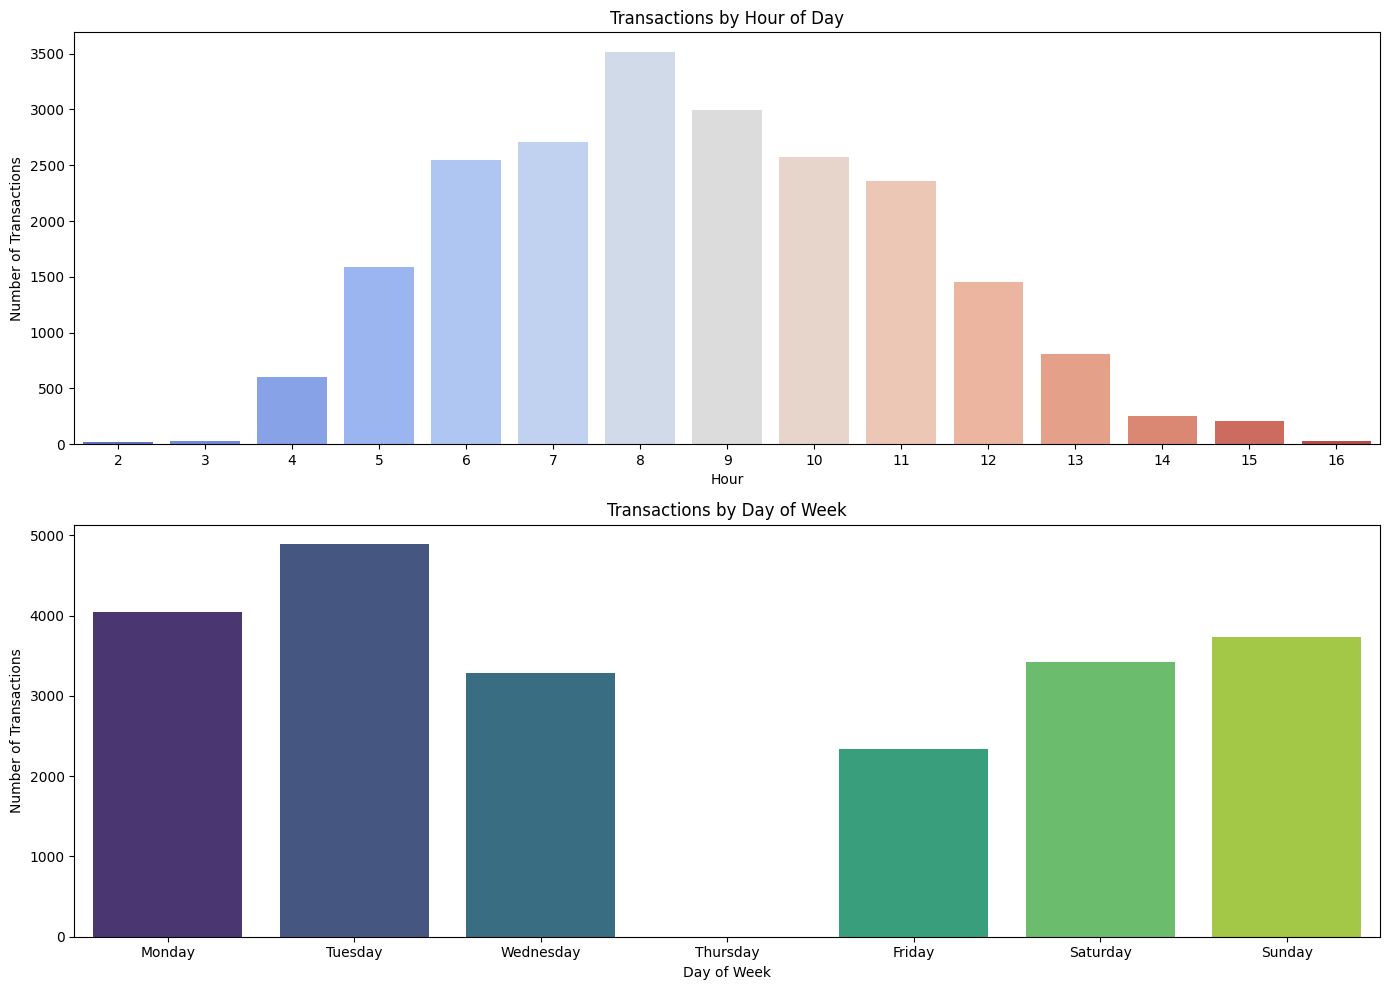 Transactions by Hour of Day
Number of Transactions
3500
3000
2500
2000
1500
1000
500
0
2 3 4 5 6 7 8 9 10 11 12 13 14 15 16
Hour
Transactions by Day of Week
Number of Transactions
5000
4000
3000
2000
1000
0
Monday Tuesday Wednesday Thursday Friday Saturday Sunday
Day of Week